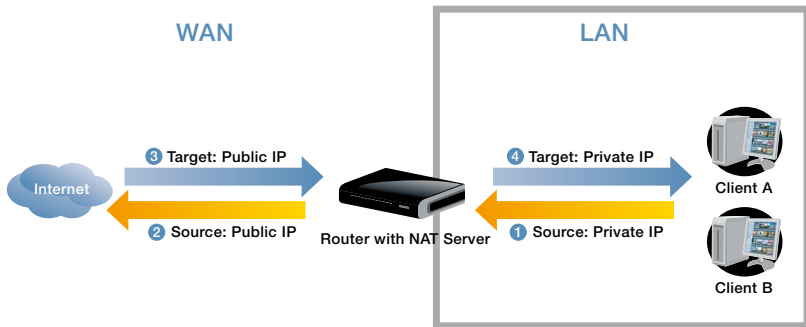 WAN
LAN
3 Target: Public IP
4 Target: Private IP
Internet
Client A
2 Source: Public IP
Router with NAT Server
1 Source: Private IP
Client B